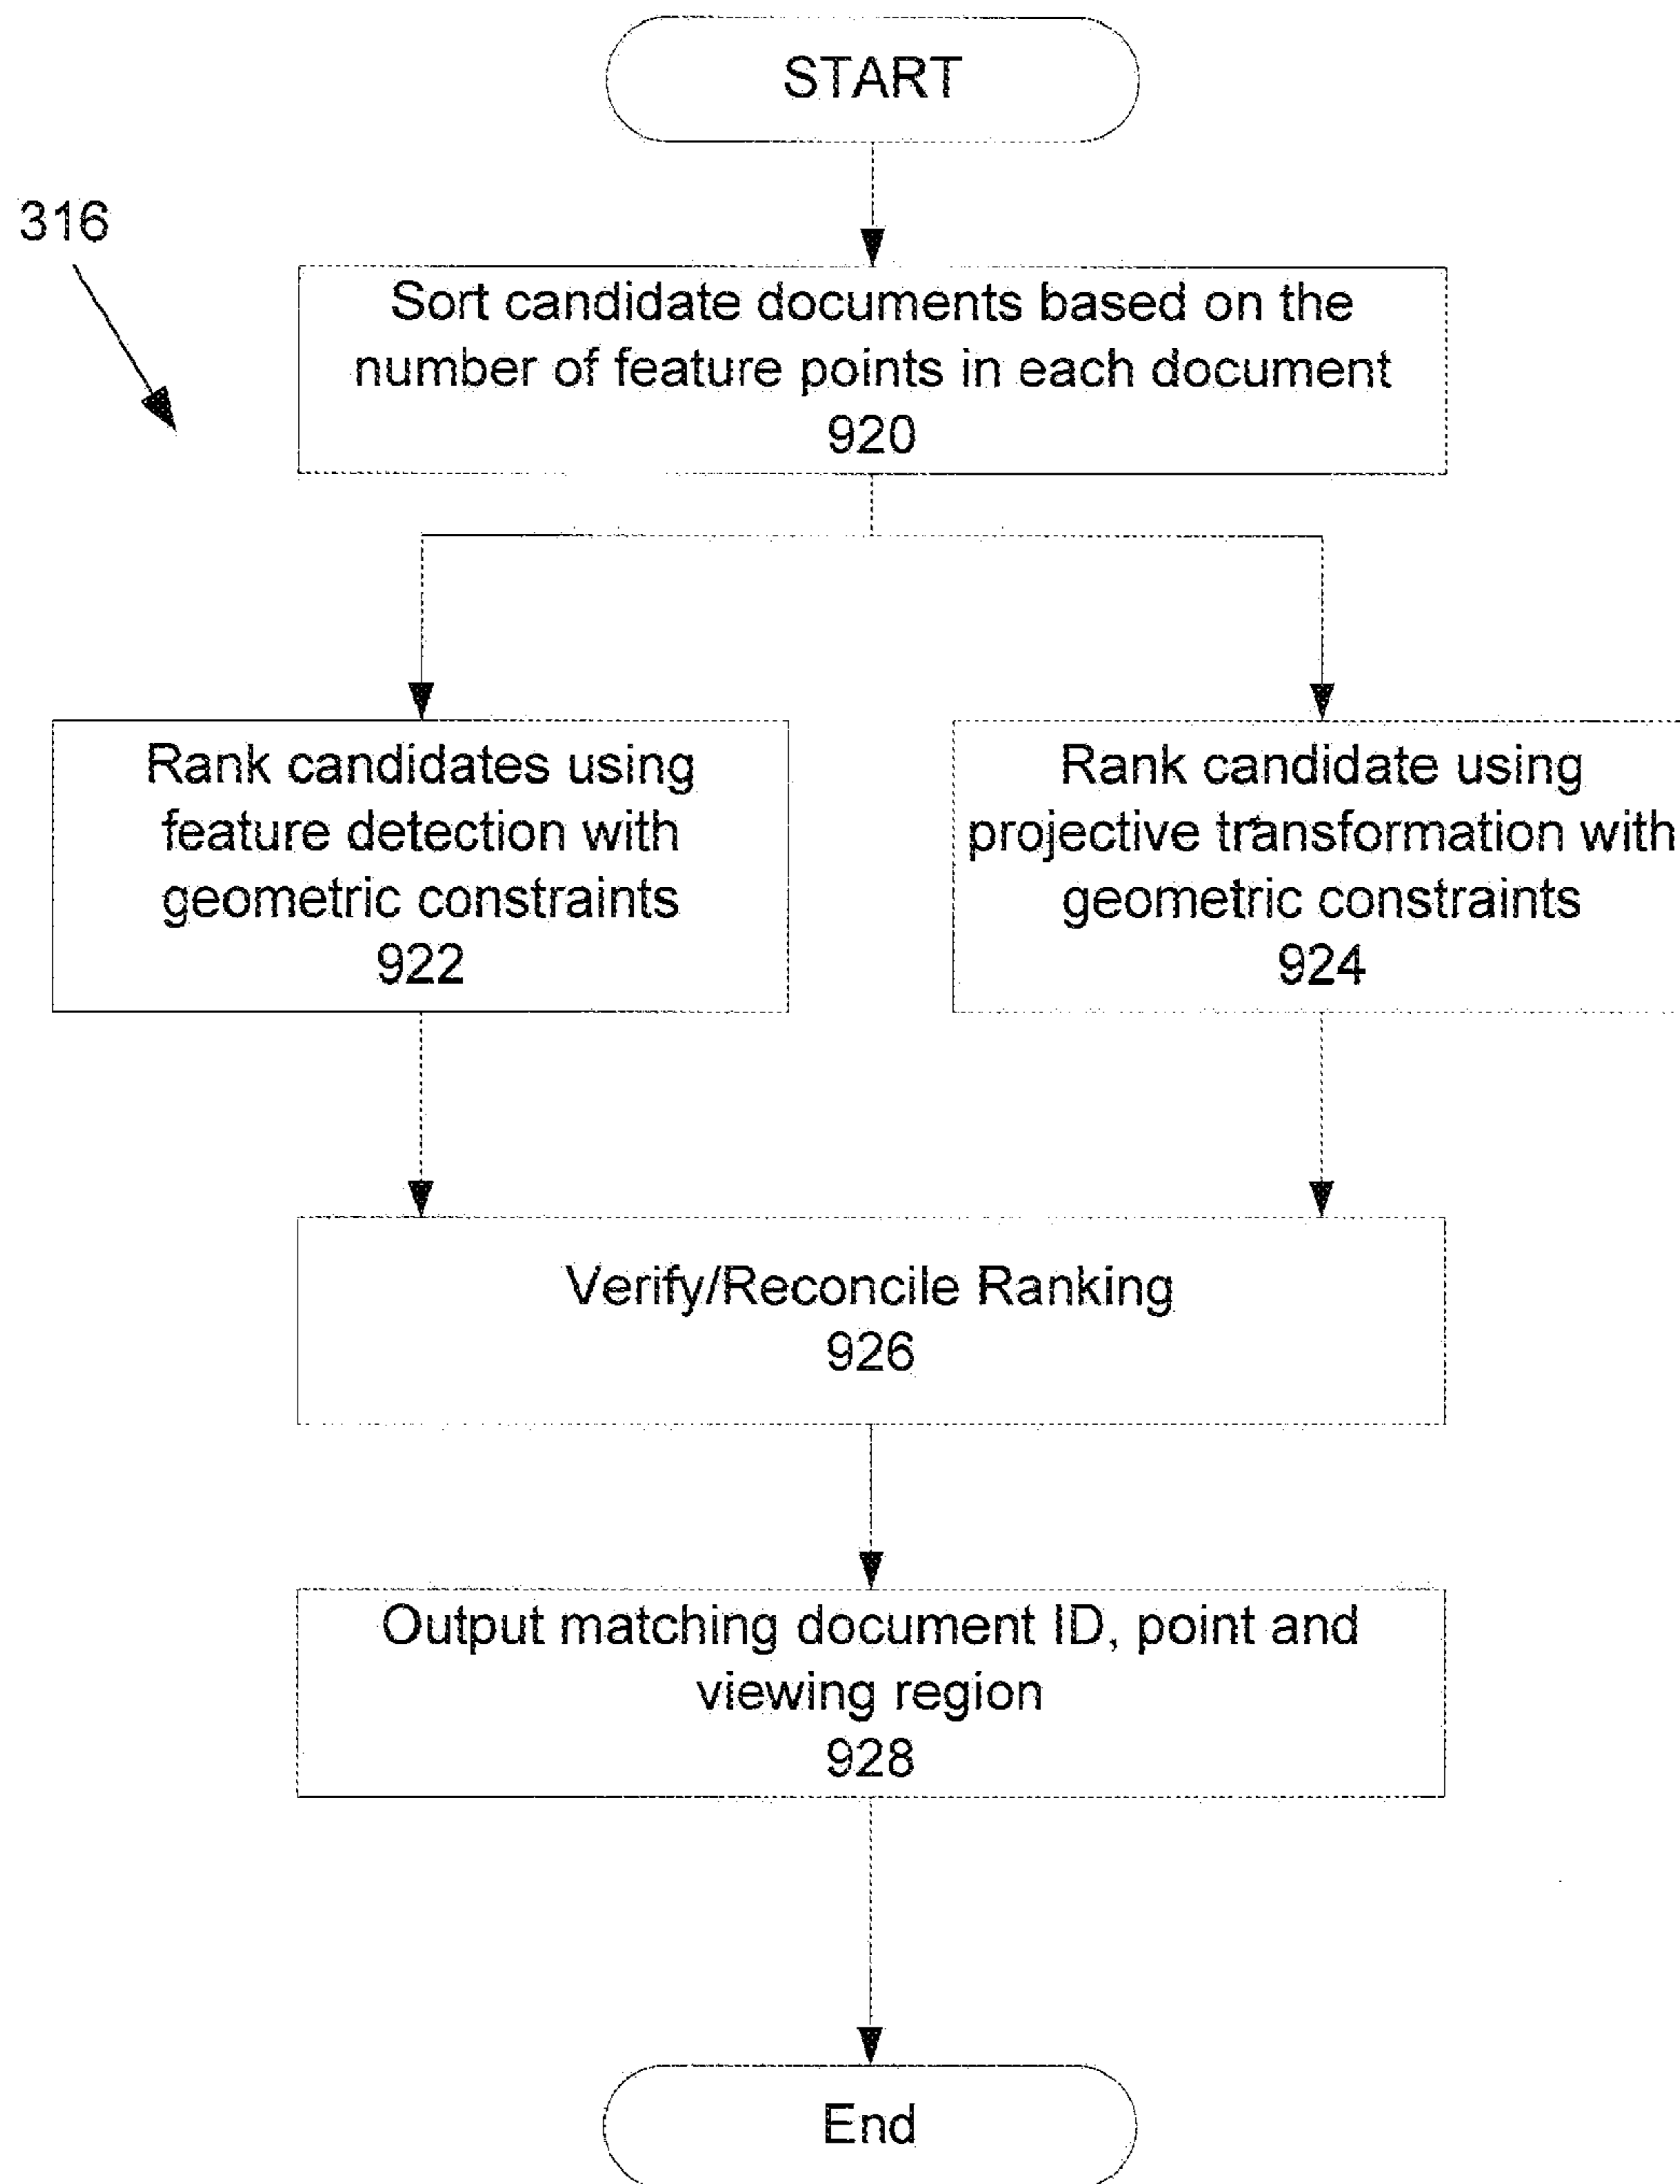 START
316
Sort candidate documents based on the
number of feature points in each document
920
Rank candidates using
feature detection with
geometric constraints
922
Rank candidate using
projective transformation with
geometric constraints
924
Verify/Reconcile Ranking
926
Output matching document ID, point and
viewing region
928
End